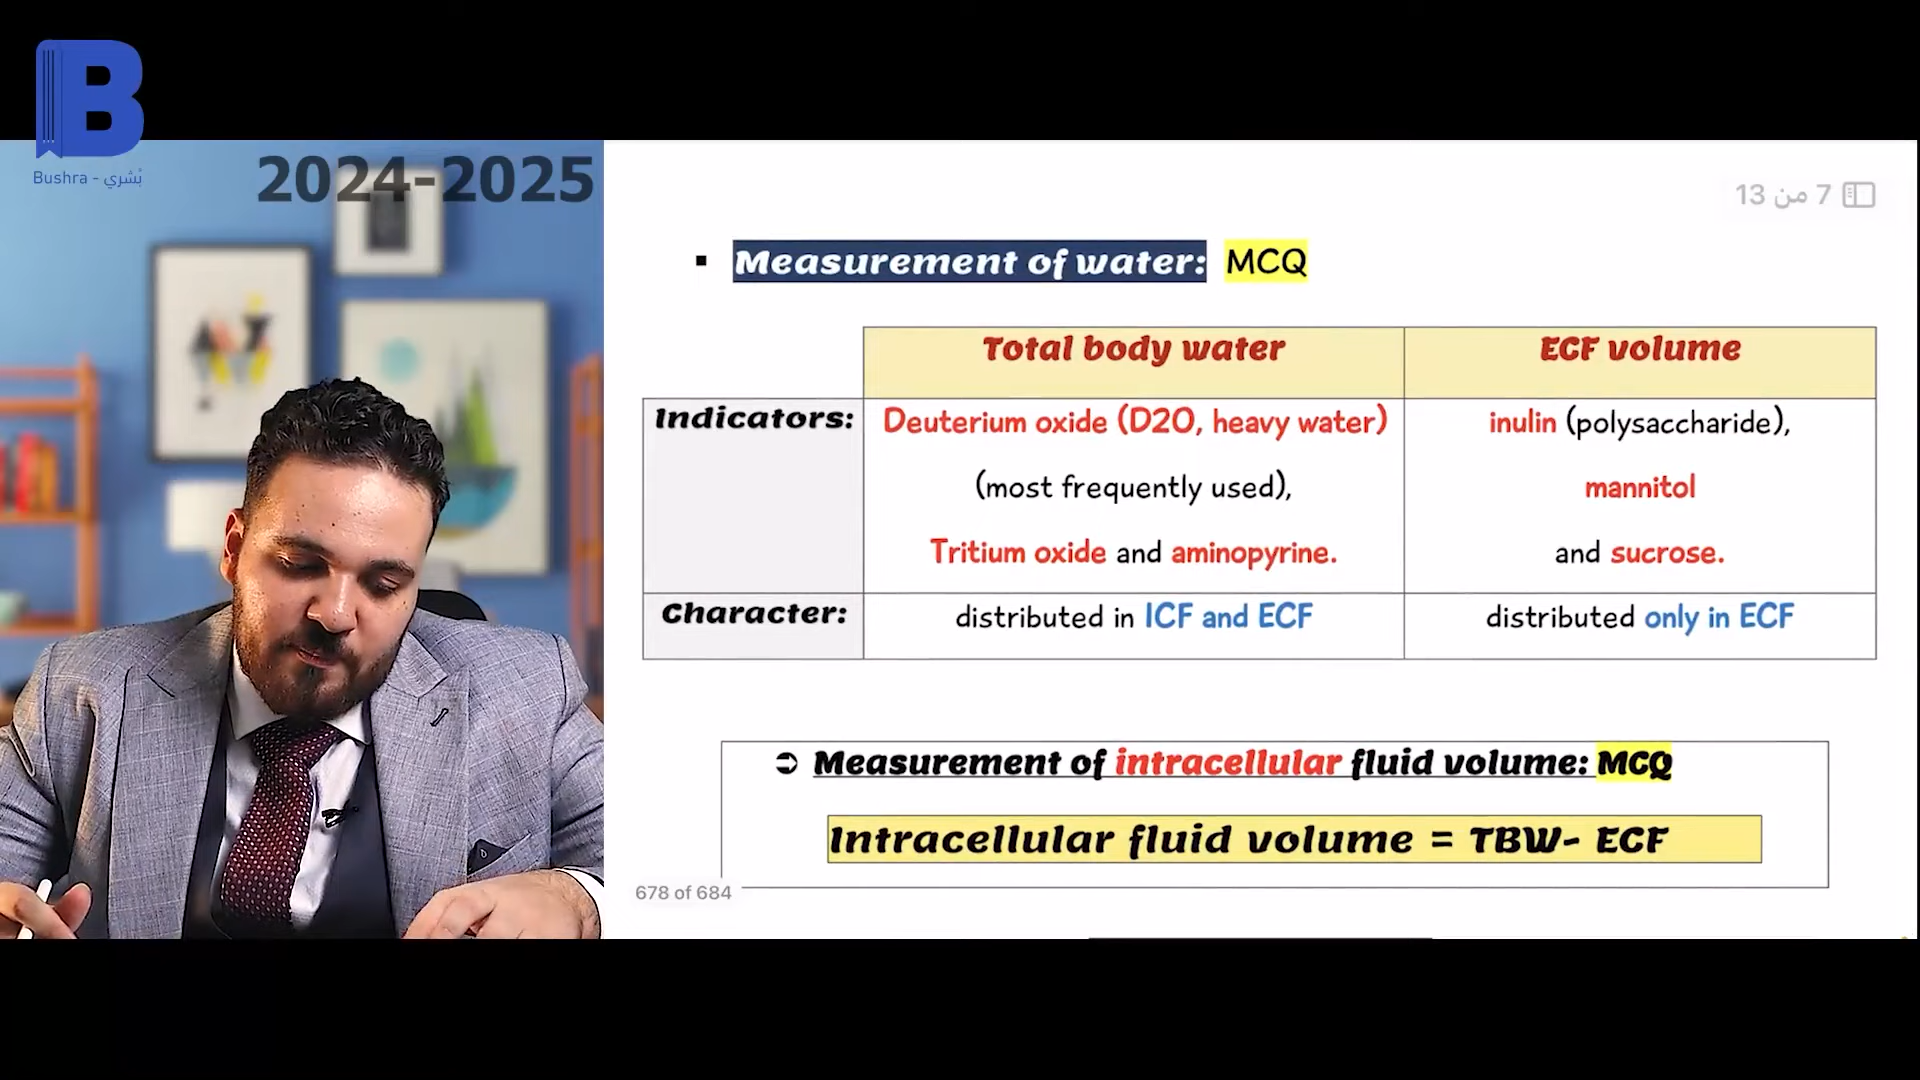 B
Bushra - بُشري
2024-2025
7 من 13
▪ Measurement of water: MCQ
Total body water
ECF volume
Indicators:
Deuterium oxide (D2O, heavy water)
(most frequently used),
Tritium oxide and aminopyrine.
inulin (polysaccharide),
mannitol
and sucrose.
Character:
distributed in ICF and ECF
distributed only in ECF
➲ Measurement of intracellular fluid volume: MCQ
Intracellular fluid volume = TBW- ECF
678 of 684